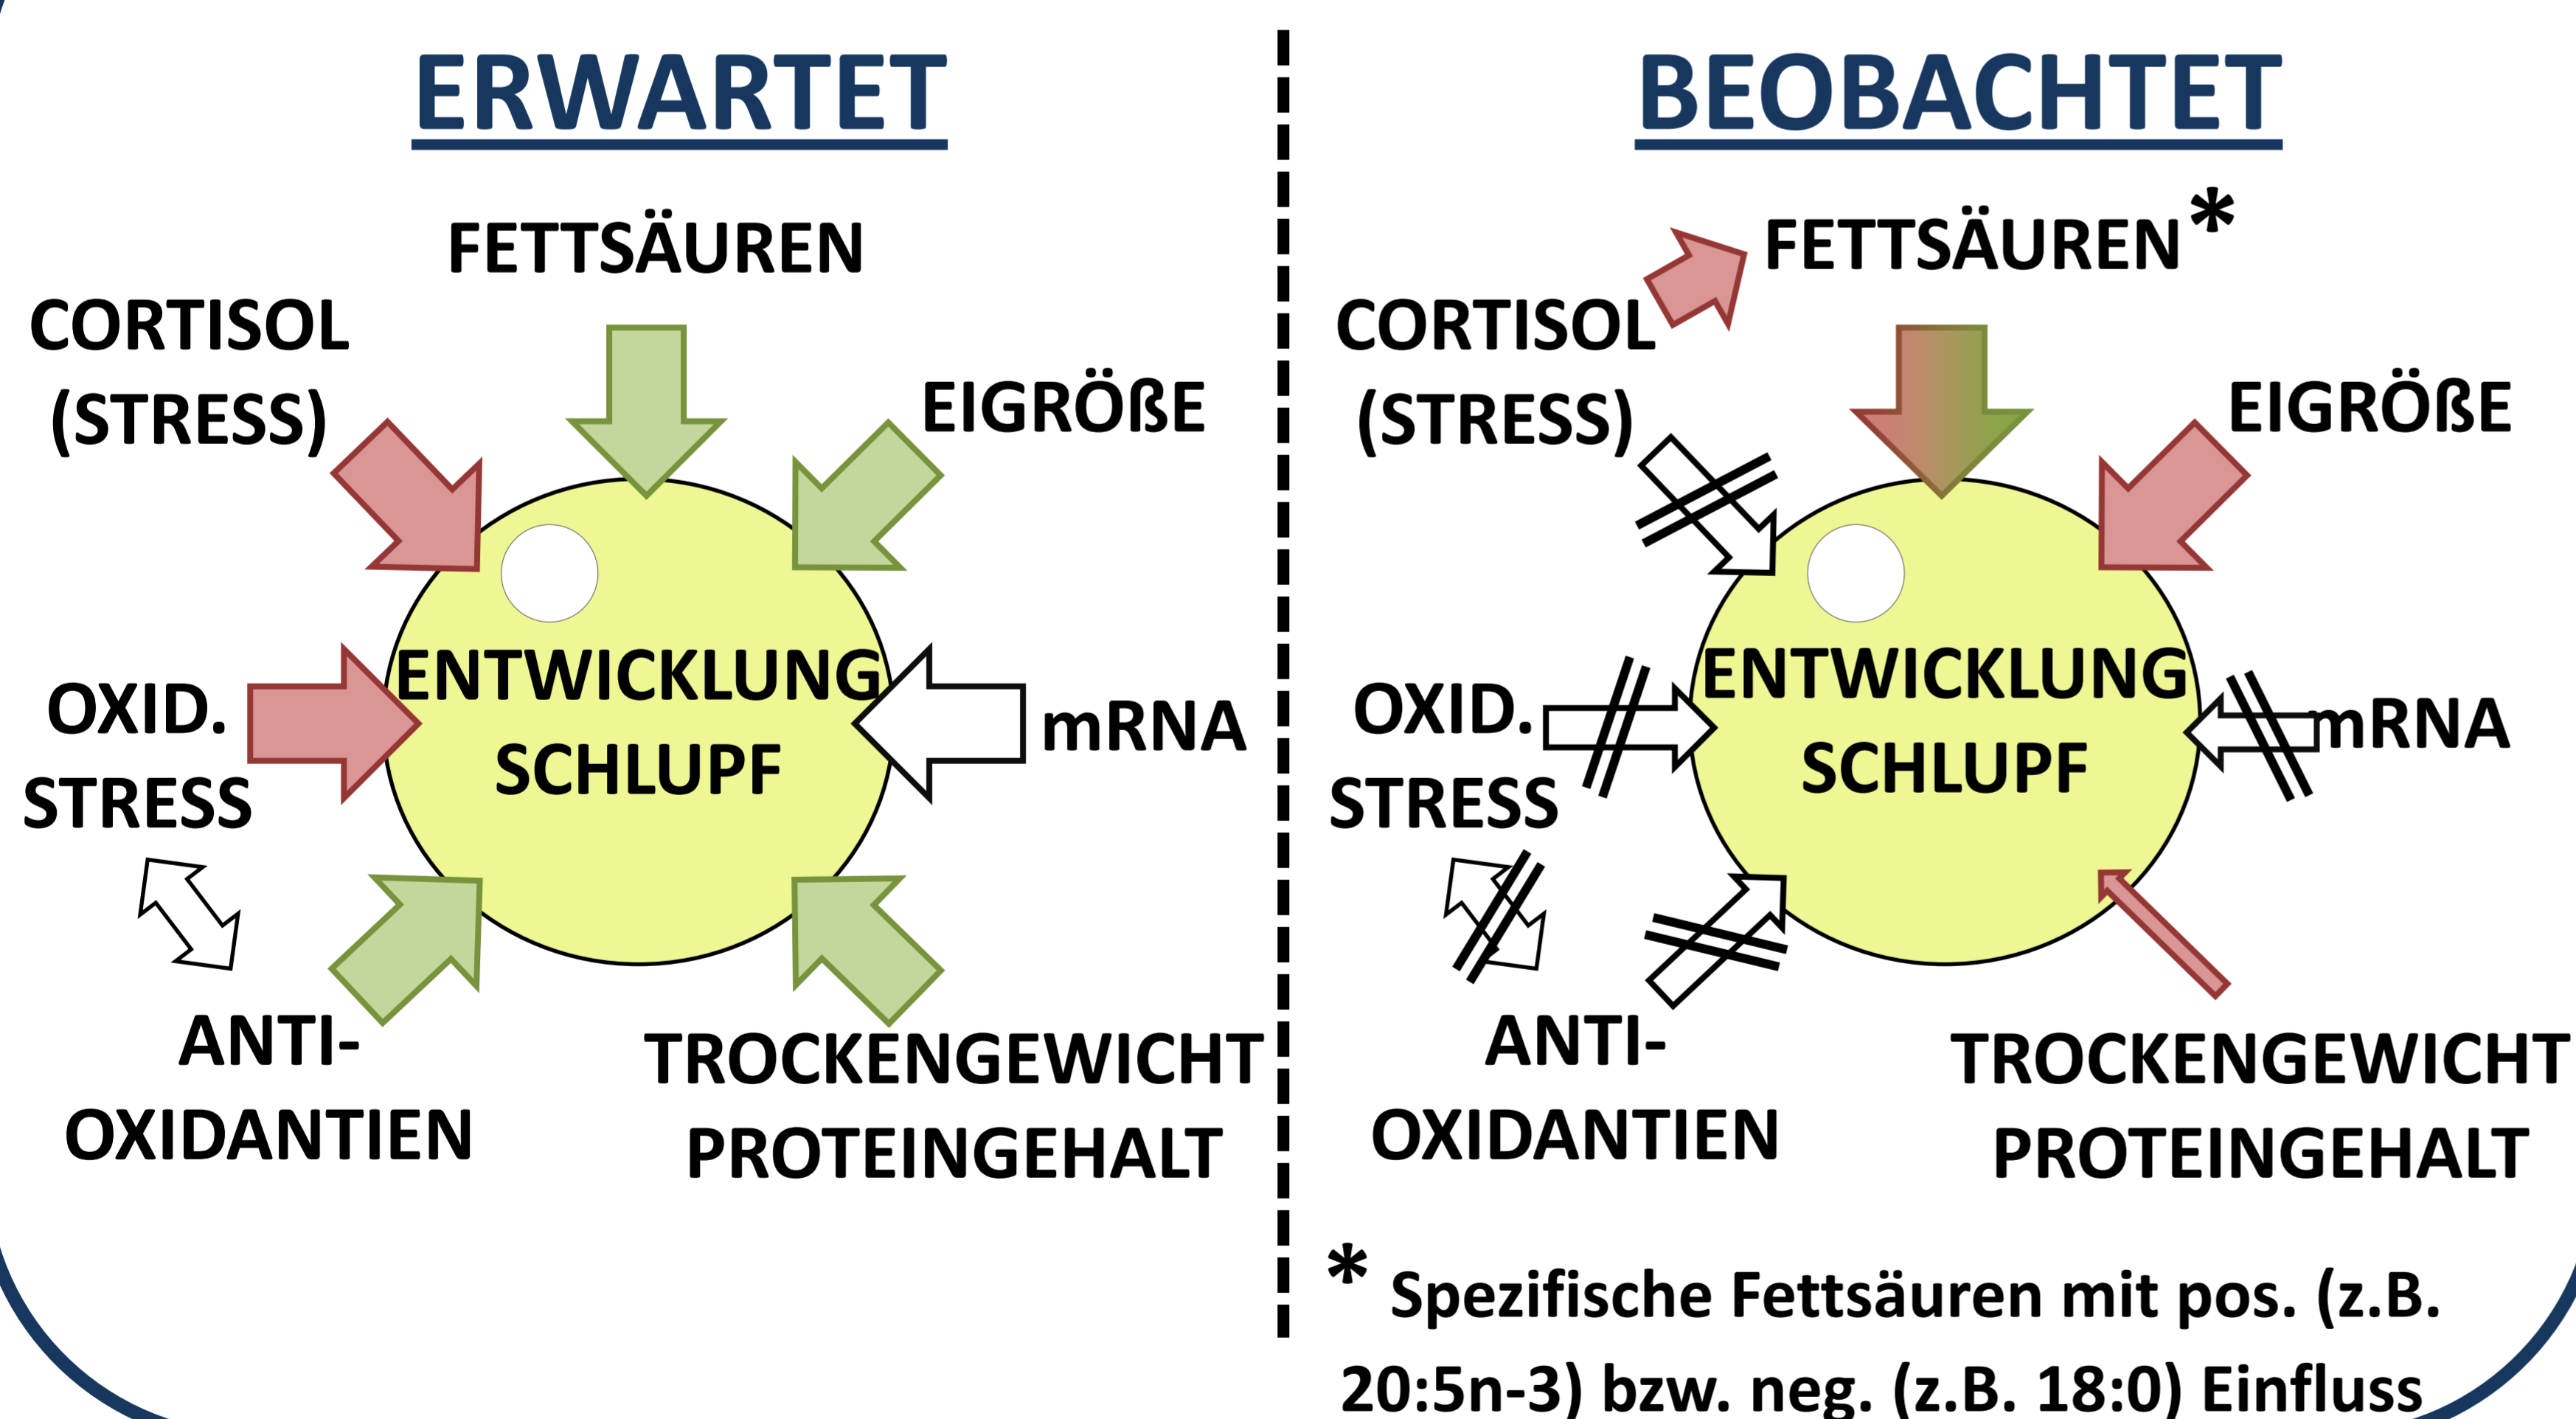 ERWARTET
FETTSÄUREN
CORTISOL
(STRESS)
EIGRÖßE
ENTWICKLUNG
SCHLUPF
OXID.
STRESS
mRNA
ANTI-
OXIDANTIEN
TROCKENGEWICHT
PROTEINGEHALT
BEOBACHTET
FETTSÄUREN*
CORTISOL
(STRESS)
EIGRÖßE
ENTWICKLUNG
SCHLUPF
OXID.
STRESS
mRNA
ANTI-
OXIDANTIEN
TROCKENGEWICHT
PROTEINGEHALT
* Spezifische Fettsäuren mit pos. (z.B.
20:5n-3) bzw. neg. (z.B. 18:0) Einfluss